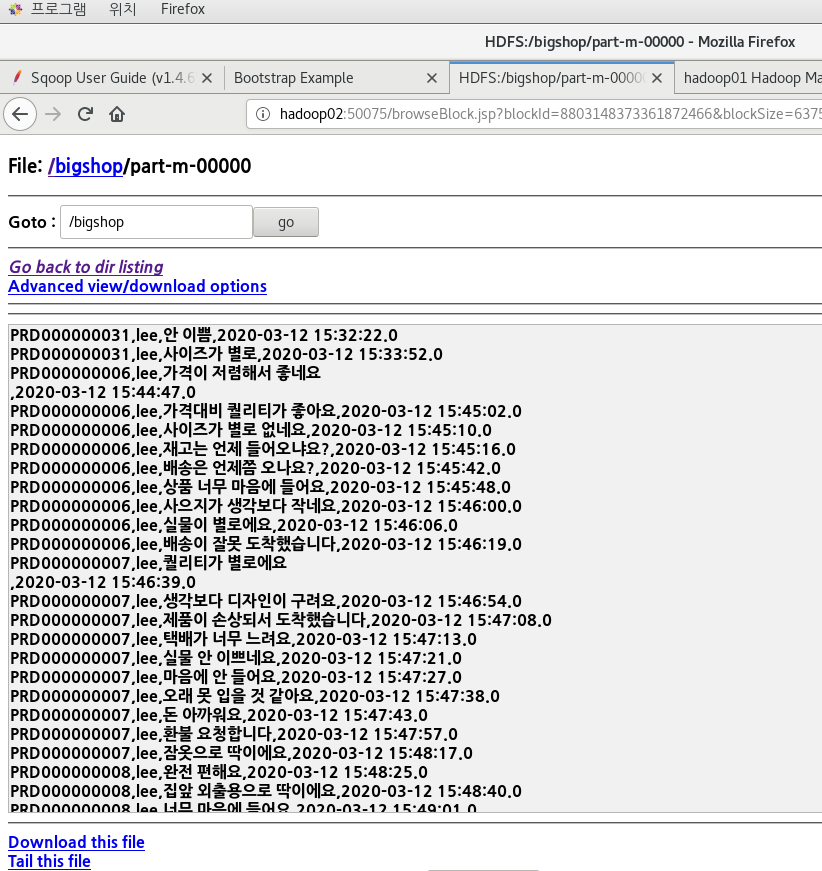 프로그램 위치 Firefox
HDFS:/bigshop/part-m-00000 - Mozilla Firefox
Sqoop User Guide (v1.4.6 Bootstrap Example HDFS:/bigshop/part-m-00000 hadoop01 Hadoop Ma
hadoop02:50075/browseBlock.jsp?blockId=8803148373361872466&blockSize=6375
File: /bigshop/part-m-00000
Goto : /bigshop go
Go back to dir listing
Advanced view/download options
PRD000000031,lee,안 이쁨,2020-03-12 15:32:22.0
PRD000000031,lee,사이즈가 별로,2020-03-12 15:33:52.0
PRD000000006,lee,가격이 저렴해서 좋네요
,2020-03-12 15:44:47.0
PRD000000006,lee,가격대비 퀄리티가 좋아요,2020-03-12 15:45:02.0
PRD000000006,lee,사이즈가 별로 없네요,2020-03-12 15:45:10.0
PRD000000006,lee,재고는 언제 들어오냐요?,2020-03-12 15:45:16.0
PRD000000006,lee,배송은 언제쯤 오나요?,2020-03-12 15:45:42.0
PRD000000006,lee,상품 너무 마음에 들어요,2020-03-12 15:45:48.0
PRD000000006,lee,사으지가 생각보다 작네요,2020-03-12 15:46:00.0
PRD000000006,lee,실물이 별로에요,2020-03-12 15:46:06.0
PRD000000006,lee,배송이 잘못 도착했습니다,2020-03-12 15:46:19.0
PRD000000007,lee,퀄리티가 별로에요
,2020-03-12 15:46:39.0
PRD000000007,lee,생각보다 디자인이 구려요,2020-03-12 15:46:54.0
PRD000000007,lee,제품이 손상되서 도착했습니다,2020-03-12 15:47:08.0
PRD000000007,lee,택배가 너무 느려요,2020-03-12 15:47:13.0
PRD000000007,lee,실물 안 이쁘네요,2020-03-12 15:47:21.0
PRD000000007,lee,마음에 안 들어요,2020-03-12 15:47:27.0
PRD000000007,lee,오래 못 입을 것 같아요,2020-03-12 15:47:38.0
PRD000000007,lee,돈 아까워요,2020-03-12 15:47:43.0
PRD000000007,lee,환불 요청합니다,2020-03-12 15:47:57.0
PRD000000007,lee,잠옷으로 딱이에요,2020-03-12 15:48:17.0
PRD000000008,lee,완전 편해요,2020-03-12 15:48:25.0
PRD000000008,lee,집앞 외출용으로 딱이에요,2020-03-12 15:48:40.0
PRD000000008,lee,너무 마음에 들어요,2020-03-12 15:49:01.0
Download this file
Tail this file